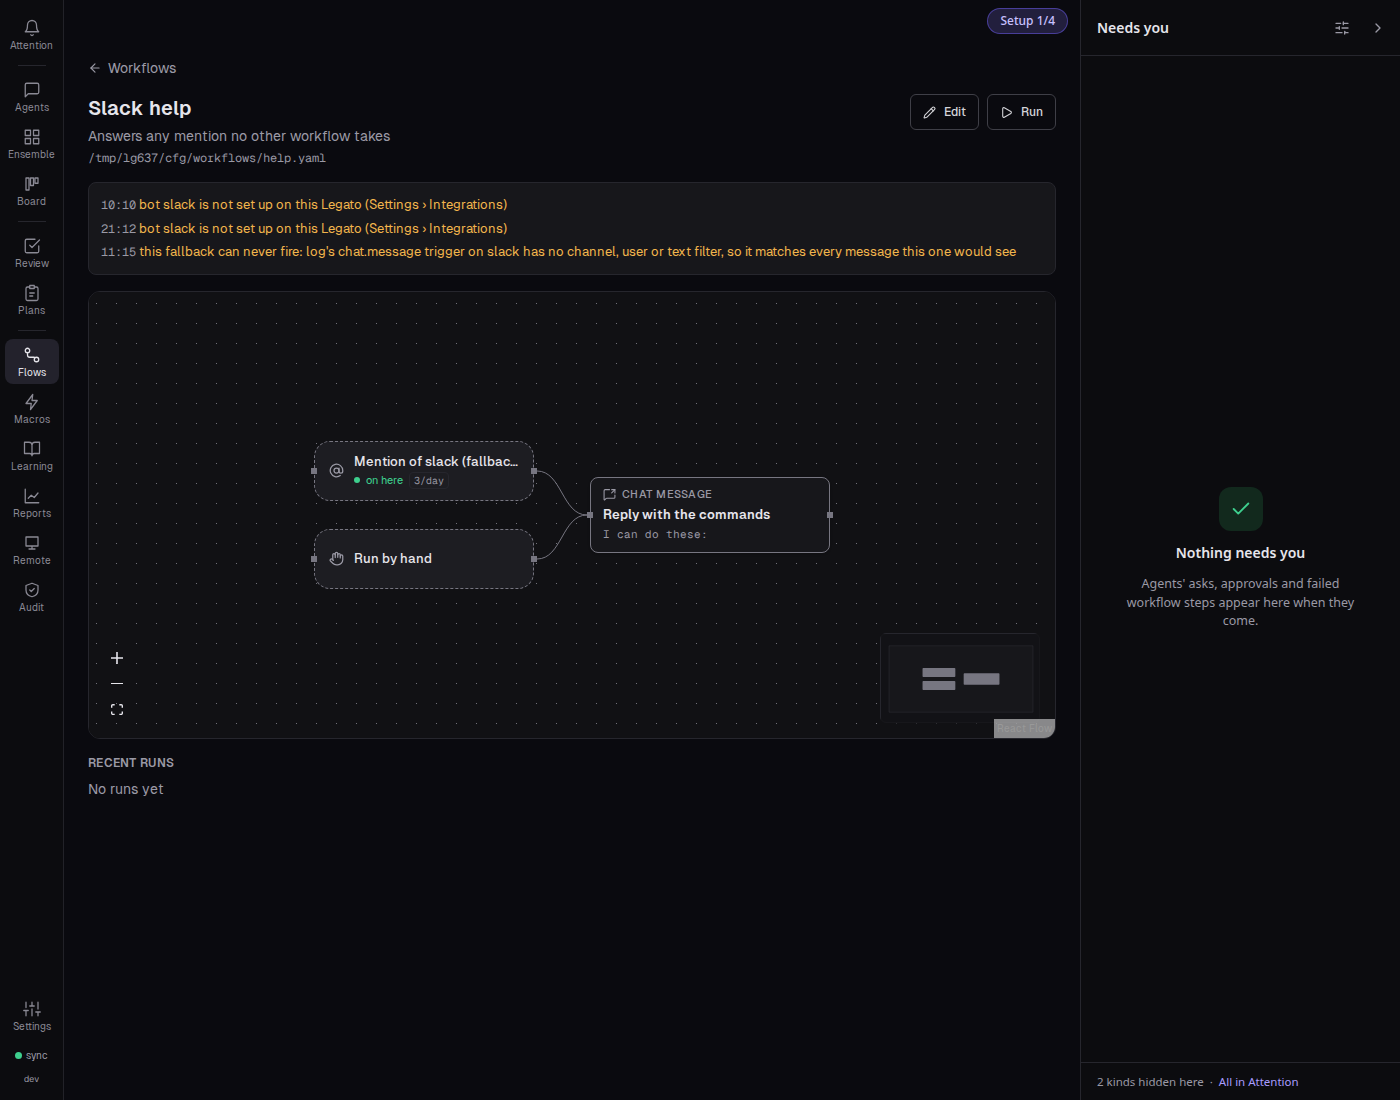 Attention
Agents
Ensemble
Board
Review
Plans
Flows
Macros
Learning
Reports
Remote
Audit
Settings
sync
dev
Setup 1/4
Workflows
Slack help
Answers any mention no other workflow takes
/tmp/lg637/cfg/workflows/help.yaml
Edit
Run
10:10 bot slack is not set up on this Legato (Settings › Integrations)
21:12 bot slack is not set up on this Legato (Settings › Integrations)
11:15 this fallback can never fire: log's chat.message trigger on slack has no channel, user or text filter, so it matches every message this one would see
Mention of slack (fallbac...
on here 3/day
Run by hand
CHAT MESSAGE
Reply with the commands
I can do these:
React Flow
RECENT RUNS
No runs yet
Needs you
Nothing needs you
Agents' asks, approvals and failed
workflow steps appear here when they
come.
2 kinds hidden here · All in Attention